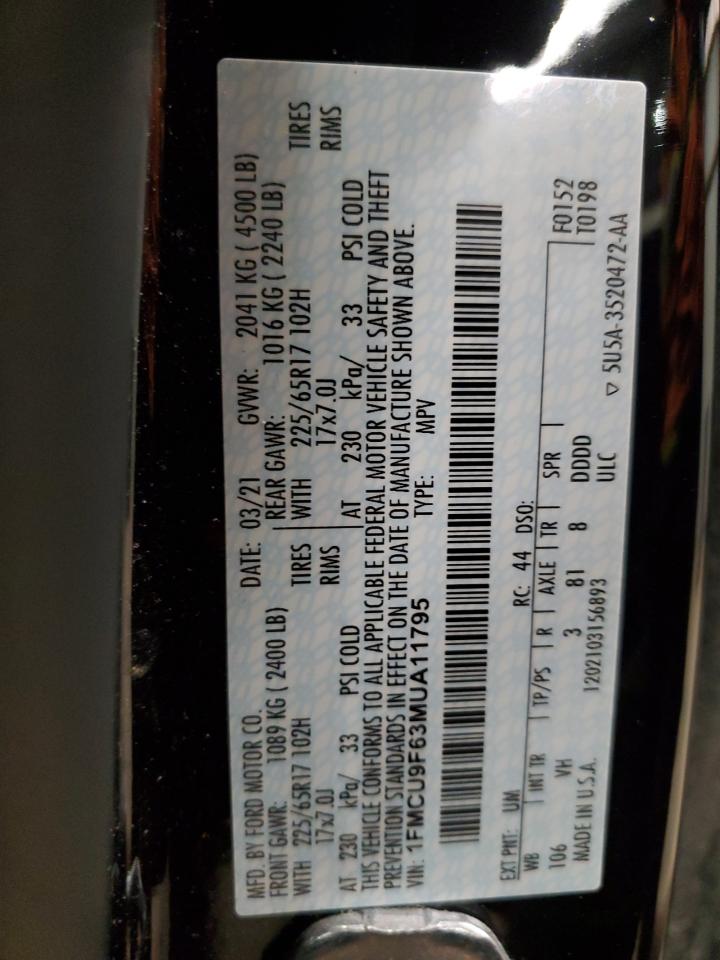 MFD. BY FORD MOTOR CO.
DATE: 03/21 GVWR: 2041 KG ( 4500 LB)
FRONT GAWR: 1089 KG ( 2400 LB) REAR GAWR: 1016 KG ( 2240 LB)
WITH 225/65R17 102H TIRES WITH 225/65R17 102H TIRES
17x7.0J RIMS 17x7.0J RIMS
AT 230 kPa/ 33 PSI COLD AT 230 kPa/ 33 PSI COLD
THIS VEHICLE CONFORMS TO ALL APPLICABLE FEDERAL MOTOR VEHICLE SAFETY AND THEFT
PREVENTION STANDARDS IN EFFECT ON THE DATE OF MANUFACTURE SHOWN ABOVE.
VIN: 1FMCU9F63MUA11795 TYPE: MPV
EXT PNT: UM RC: 44 DSO:
WB INT TR TP/PS R AXLE TR SPR F0152
106 VH 3 81 8 DDDD T0198
MADE IN U.S.A. 1202103156893 ULC ▽ 5U5A-3520472-AA